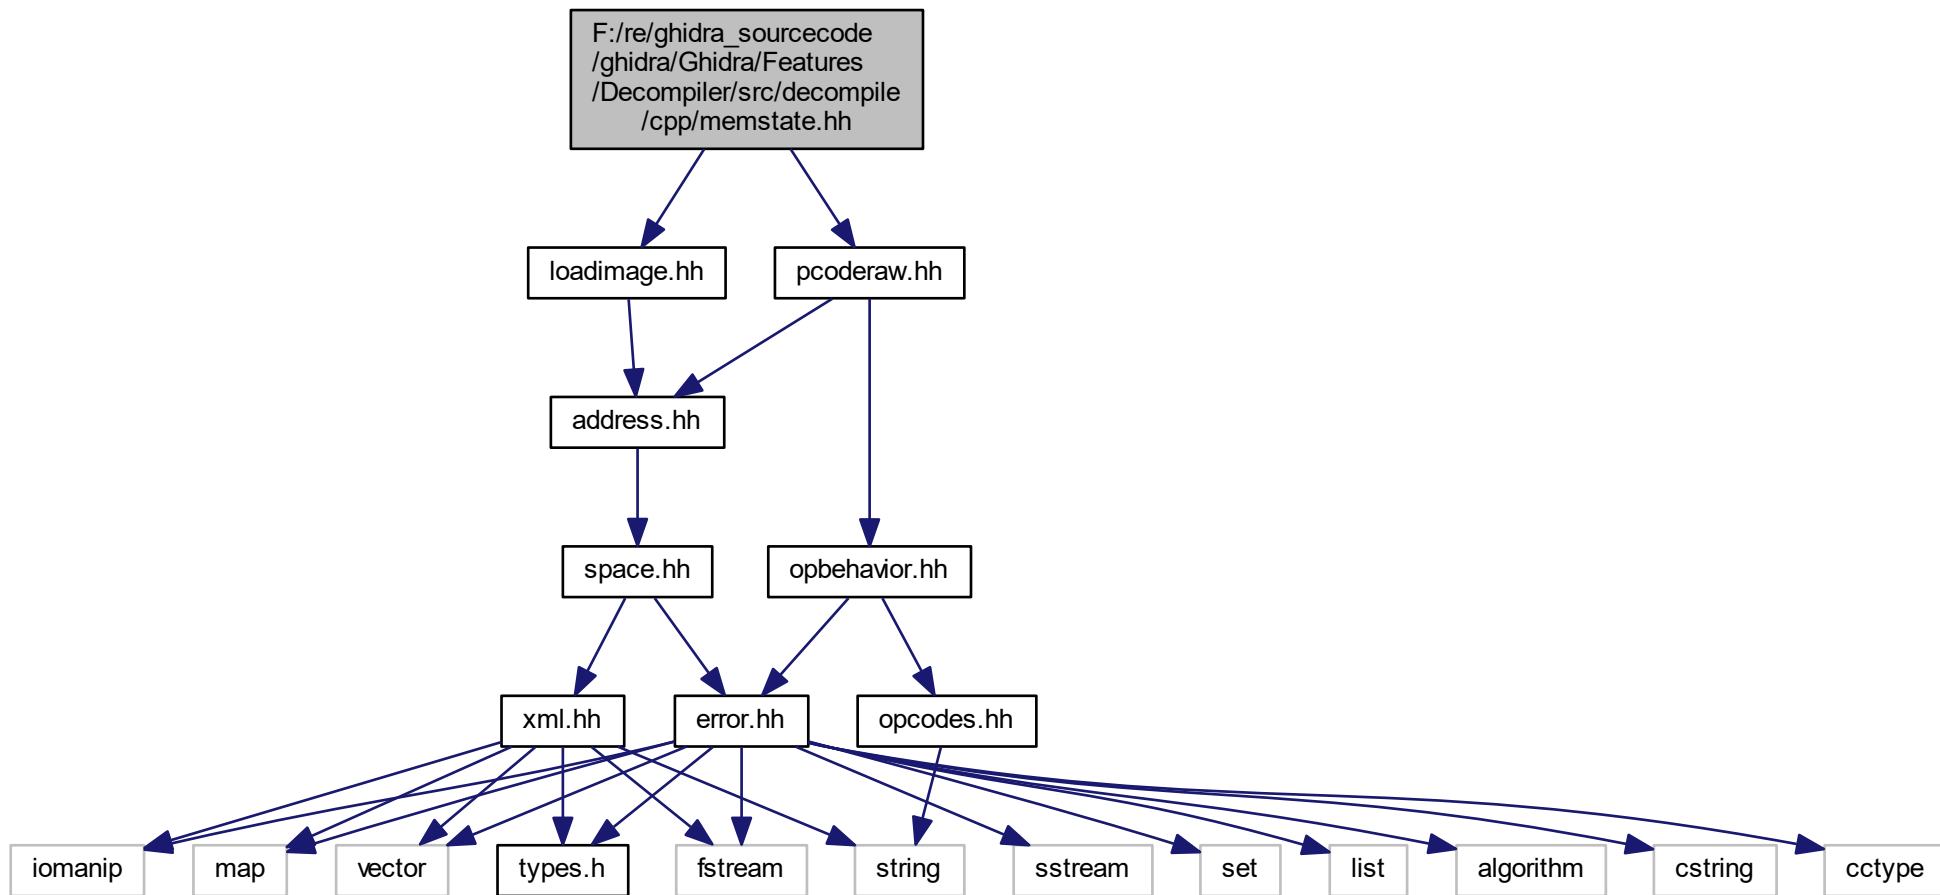 F:/re/ghidra_sourcecode
/ghidra/Ghidra/Features
/Decompiler/src/decompile
/cpp/memstate.hh
loadimage.hh
pcoderaw.hh
address.hh
space.hh
opbehavior.hh
xml.hh
error.hh
opcodes.hh
iomanip
map
vector
types.h
fstream
string
sstream
set
list
algorithm
cstring
cctype